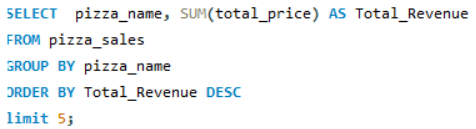 SELECT pizza_name, SUM(total_price) AS Total_Revenue
FROM pizza_sales
GROUP BY pizza_name
ORDER BY Total_Revenue DESC
limit 5;